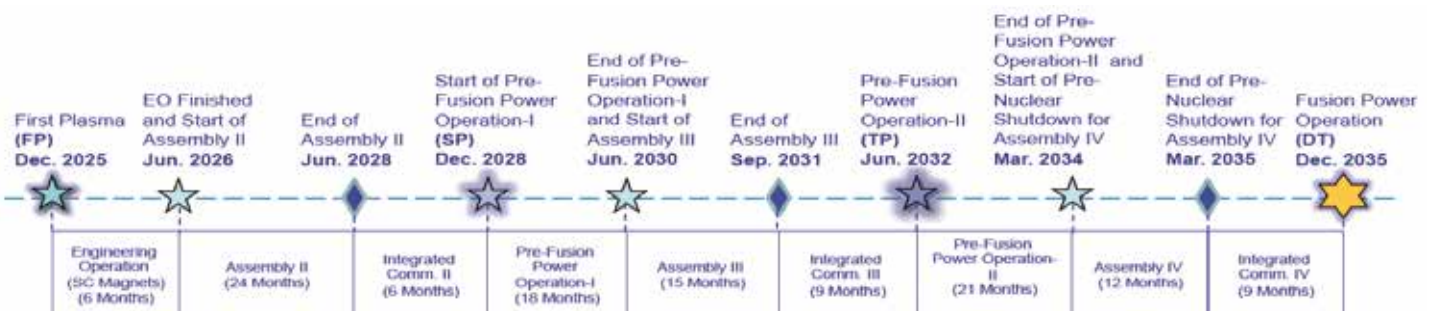 First Plasma
(FP)
Dec. 2025
EO Finished
and Start of
Assembly II
Jun. 2026
End of
Assembly II
Jun. 2028
Start of Pre-
Fusion Power
Operation-I
(SP)
Dec. 2028
End of Pre-
Fusion Power
Operation-I
and Start of
Assembly III
Jun. 2030
End of
Assembly III
Sep. 2031
Pre-Fusion
Power
Operation-II
(TP)
Jun. 2032
End of Pre-
Fusion Power
Operation-II and
Start of Pre-
Nuclear
Shutdown for
Assembly IV
Mar. 2034
End of Pre-
Nuclear
Shutdown for
Assembly IV
Mar. 2035
Fusion Power
Operation
(DT)
Dec. 2035
Engineering
Operation
(SC Magnets)
(6 Months)
Assembly II
(24 Months)
Integrated
Comm. II
(6 Months)
Pre-Fusion
Power
Operation-I
(18 Months)
Assembly III
(15 Months)
Integrated
Comm. III
(9 Months)
Pre-Fusion
Power Operation-
II
(21 Months)
Assembly IV
(12 Months)
Integrated
Comm. IV
(9 Months)